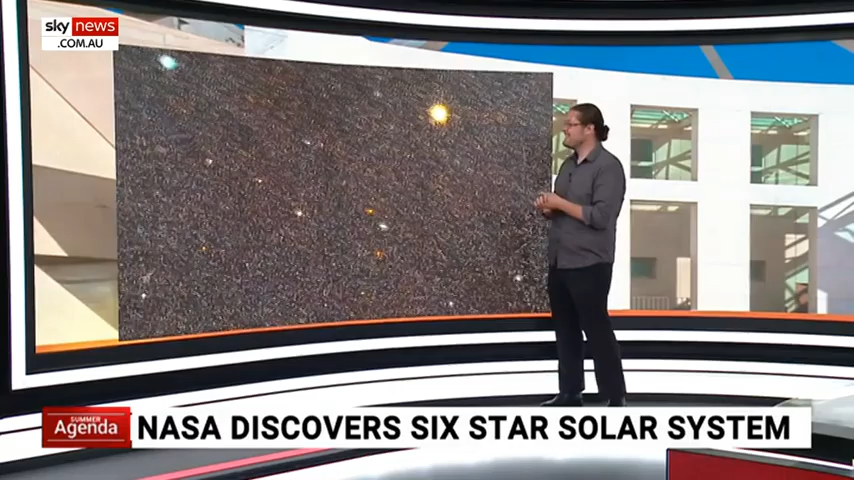 sky news
.COM.AU
SUMMER
Agenda
NASA DISCOVERS SIX STAR SOLAR SYSTEM